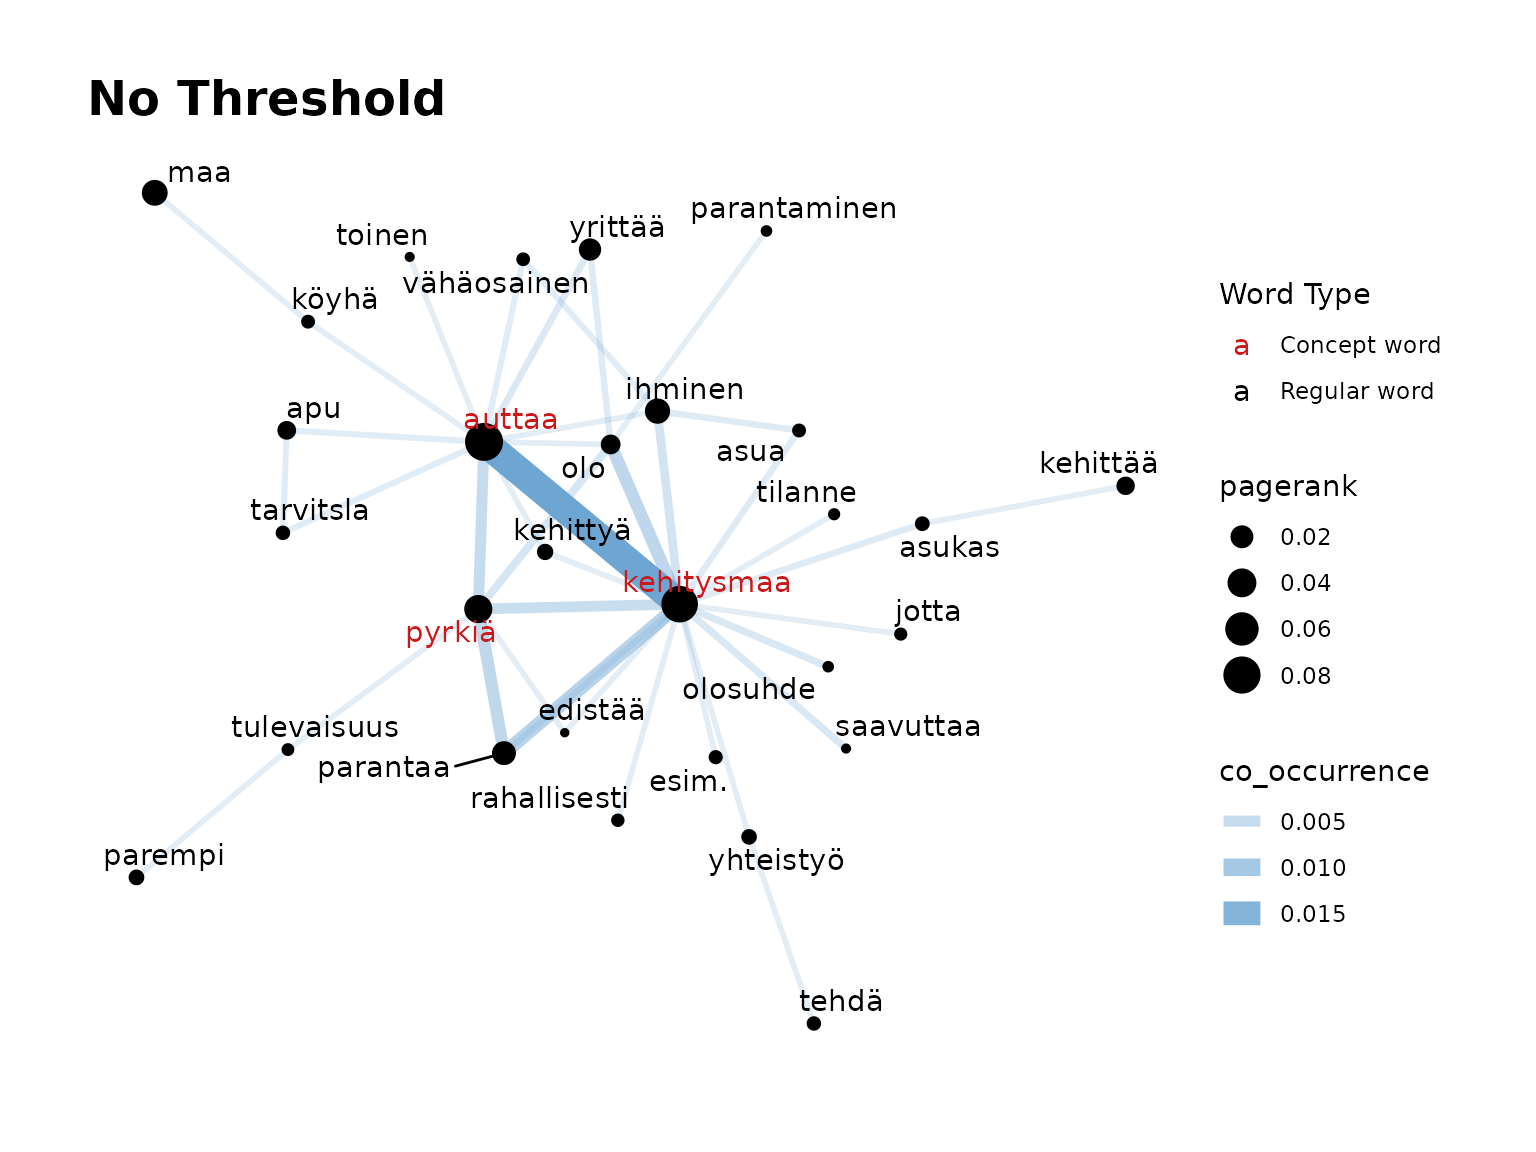 No Threshold
maa
parantaminen
yrittää
toinen
vähäosainen
köyhä
ihminen
apu
auttaa
asua
kehittää
olo
tilanne
tarvitsla
kehittyä
asukas
kehitysmaa
jotta
pyrkiä
olosuhde
edistää
saavuttaa
tulevaisuus
parantaa
esim.
rahallisesti
parempi
yhteistyö
tehdä
Word Type
a Concept word
a Regular word
pagerank
0.02
0.04
0.06
0.08
co_occurrence
0.005
0.010
0.015